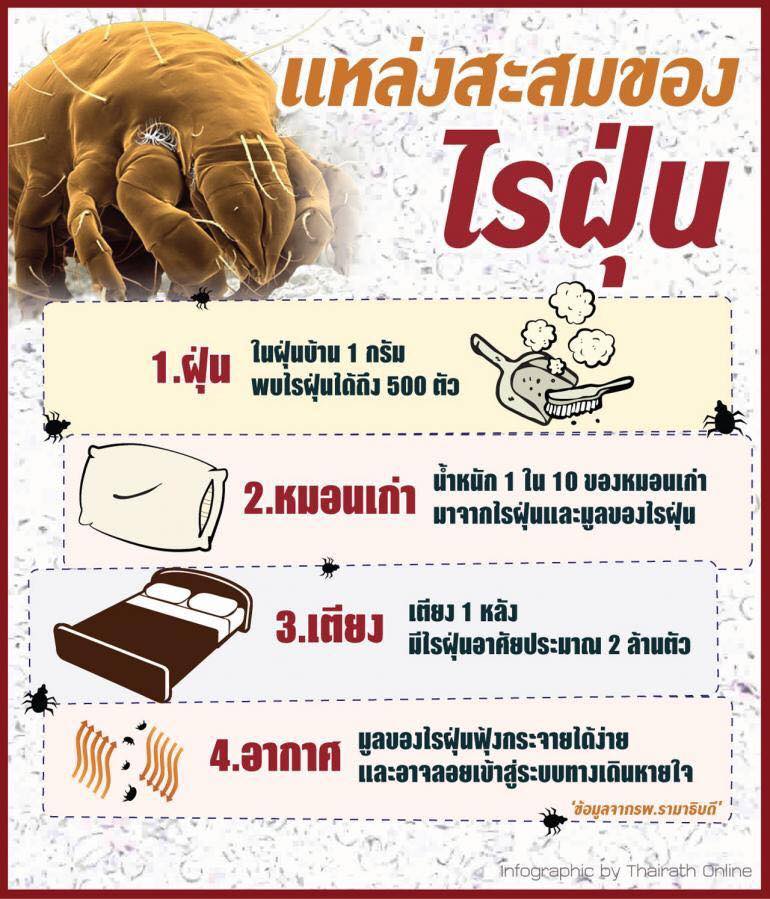 แหล่งสะสมของ
ไรฝุ่น
1.ฝุ่น
ในฝุ่นบ้าน 1 กรัม
พบไรฝุ่นได้ถึง 500 ตัว
2.หมอนเก่า
น้ำหนัก 1 ใน 10 ของหมอนเก่า
มาจากไรฝุ่นและมูลของไรฝุ่น
3.เตียง
เตียง 1 หลัง
มีไรฝุ่นอาศัยประมาณ 2 ล้านตัว
4.อากาศ
มูลของไรฝุ่นฟุ้งกระจายได้ง่าย
และอาจลอยเข้าสู่ระบบทางเดินหายใจ
'ข้อมูลจากรพ.รามาธิบดี'
Infographic by Thairath Online